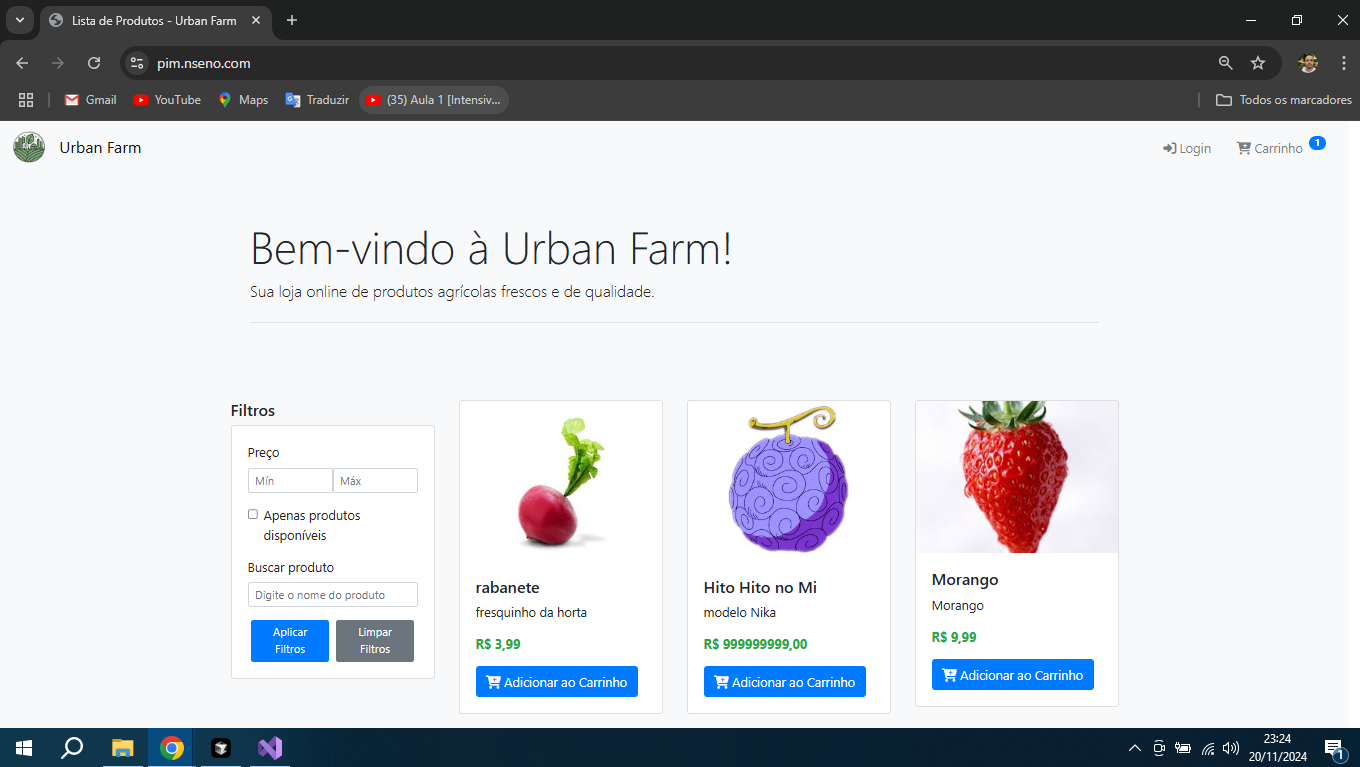 Lista de Produtos - Urban Farm
pim.nseno.com
Gmail
YouTube
Maps
Traduzir
(35) Aula 1 [Intensiv...
Todos os marcadores
Urban Farm
Login
Carrinho
1
Bem-vindo à Urban Farm!
Sua loja online de produtos agrícolas frescos e de qualidade.
Filtros
Preço
Mín
Máx
Apenas produtos
disponíveis
Buscar produto
Digite o nome do produto
Aplicar
Filtros
Limpar
Filtros
rabanete
fresquinho da horta
R$ 3,99
Adicionar ao Carrinho
Hito Hito no Mi
modelo Nika
R$ 999999999,00
Adicionar ao Carrinho
Morango
Morango
R$ 9,99
Adicionar ao Carrinho
23:24
20/11/2024
1